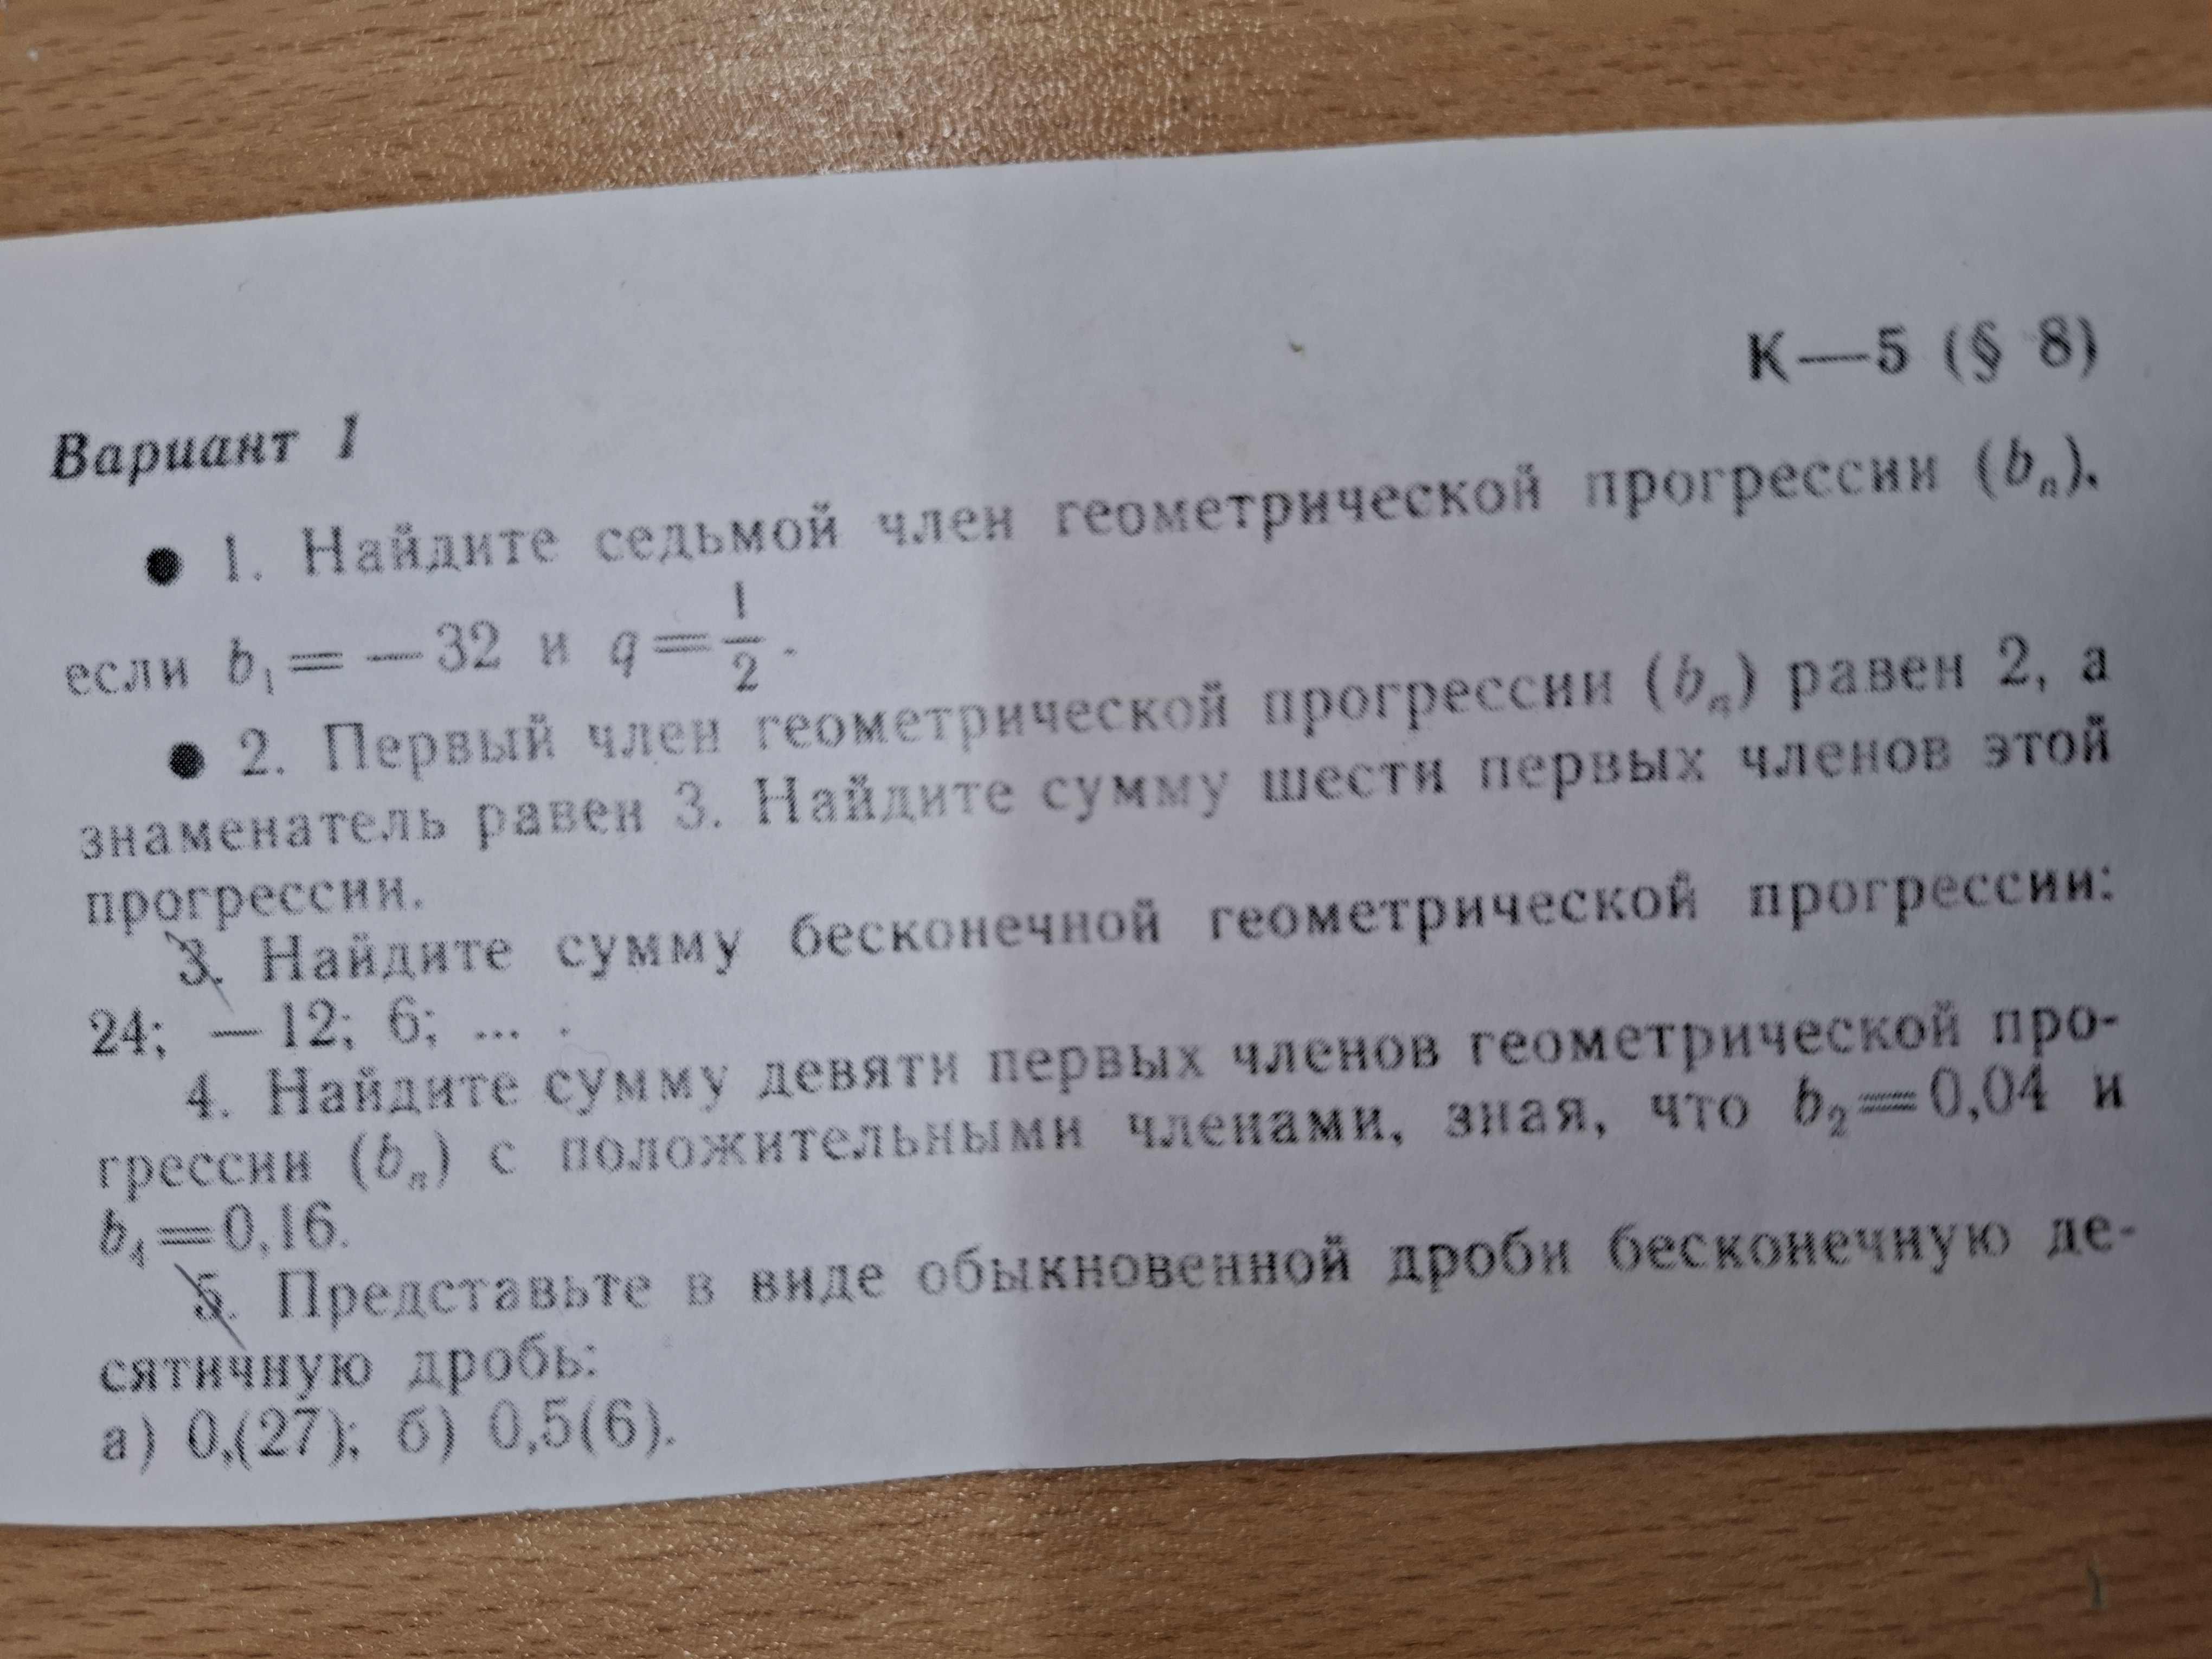 К—5 (§ 8)
Вариант 1
● 1. Найдите седьмой член геометрической прогрессии (bₙ),
если b₁ = —32 и q = 1/2.
● 2. Первый член геометрической прогрессии (bₙ) равен 2, а
знаменатель равен 3. Найдите сумму шести первых членов этой
прогрессии.
3. Найдите сумму бесконечной геометрической прогрессии:
24; —12; 6; ... .
4. Найдите сумму девяти первых членов геометрической про-
грессии (bₙ) с положительными членами, зная, что b₂ = 0,04 и
b₄ = 0,16.
5. Представьте в виде обыкновенной дроби бесконечную де-
сятичную дробь:
а) 0,(27); б) 0,5(6).